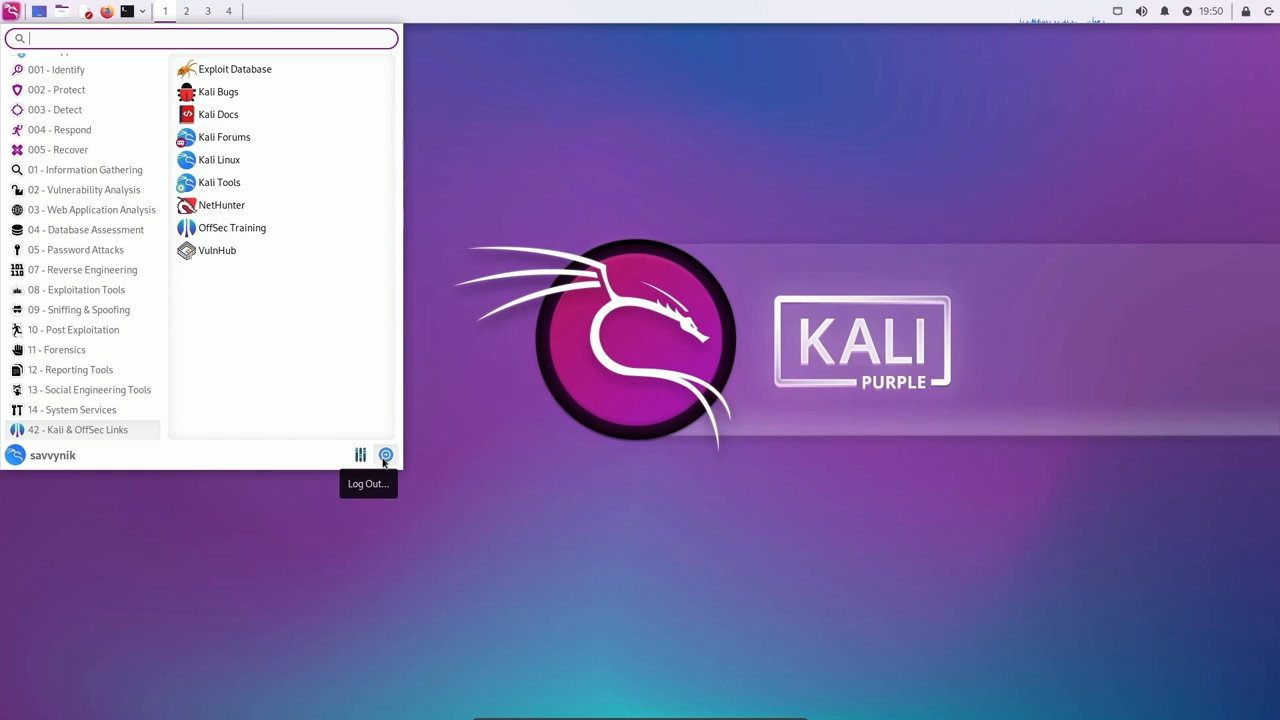 1 2 3 4
19:50
001 - Identify
002 - Protect
003 - Detect
004 - Respond
005 - Recover
01 - Information Gathering
02 - Vulnerability Analysis
03 - Web Application Analysis
04 - Database Assessment
05 - Password Attacks
07 - Reverse Engineering
08 - Exploitation Tools
09 - Sniffing & Spoofing
10 - Post Exploitation
11 - Forensics
12 - Reporting Tools
13 - Social Engineering Tools
14 - System Services
42 - Kali & OffSec Links
Exploit Database
Kali Bugs
Kali Docs
Kali Forums
Kali Linux
Kali Tools
NetHunter
OffSec Training
VulnHub
savvynik
Log Out...
KALI
PURPLE